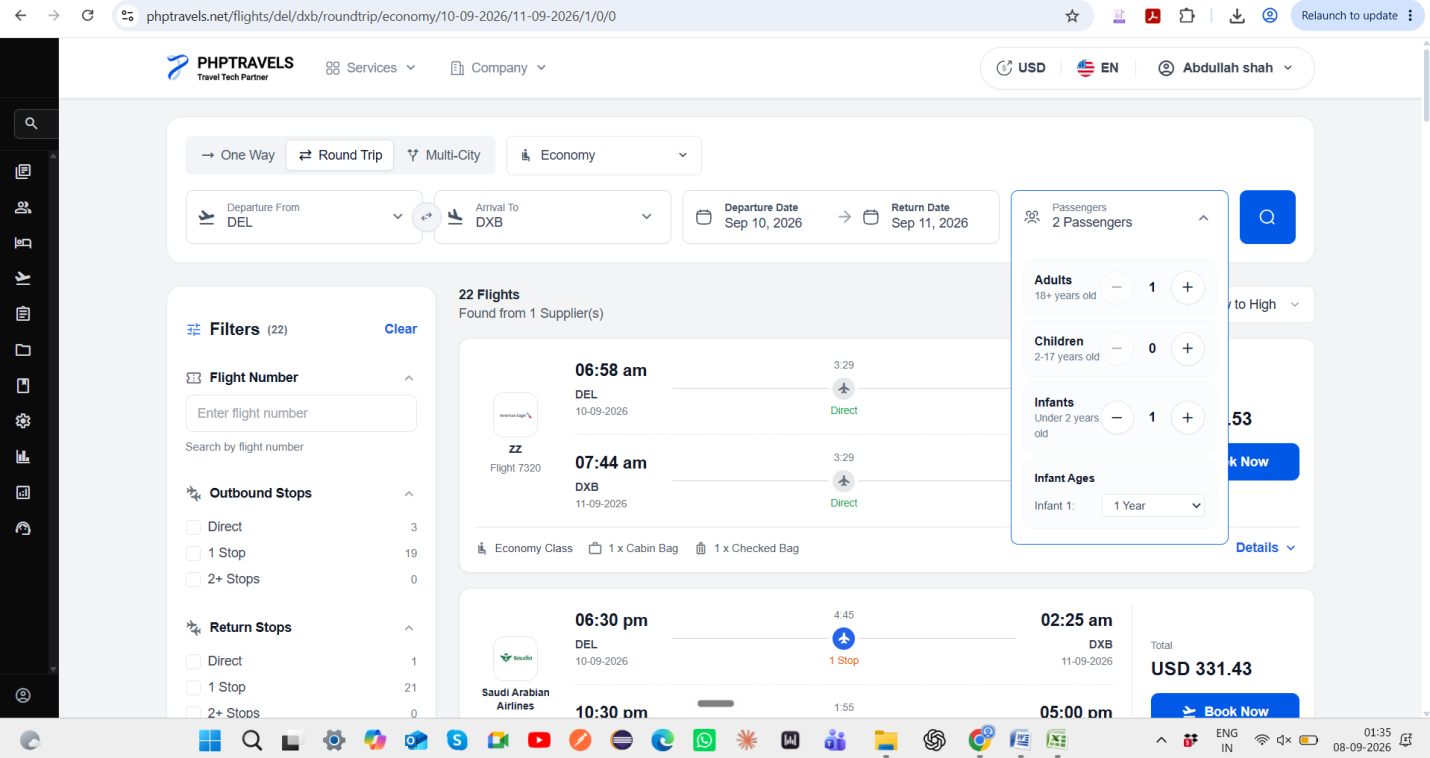 phptravels.net/flights/del/dxb/roundtrip/economy/10-09-2026/11-09-2026/1/0/0
Relaunch to update
PHPTRAVELS
Travel Tech Partner
Services
Company
USD
EN
Abdullah shah
One Way
Round Trip
Multi-City
Economy
Departure From
DEL
Arrival To
DXB
Departure Date
Sep 10, 2026
Return Date
Sep 11, 2026
Passengers
2 Passengers
Adults
18+ years old
1
Children
2-17 years old
0
Infants
Under 2 years
old
1
Infant Ages
Infant 1:
1 Year
Filters (22)
Clear
Flight Number
Enter flight number
Search by flight number
Outbound Stops
Direct 3
1 Stop 19
2+ Stops 0
Return Stops
Direct 1
1 Stop 21
2+ Stops 0
22 Flights
Found from 1 Supplier(s)
to High
American Eagle
ZZ
Flight 7320
06:58 am
DEL
10-09-2026
3:29
Direct
07:44 am
DXB
11-09-2026
3:29
Direct
.53
k Now
Economy Class
1 x Cabin Bag
1 x Checked Bag
Details
Saudia
Saudi Arabian
Airlines
06:30 pm
DEL
10-09-2026
4:45
1 Stop
02:25 am
DXB
11-09-2026
10:30 pm
1:55
05:00 pm
Total
USD 331.43
Book Now
ENG
IN
01:35
08-09-2026